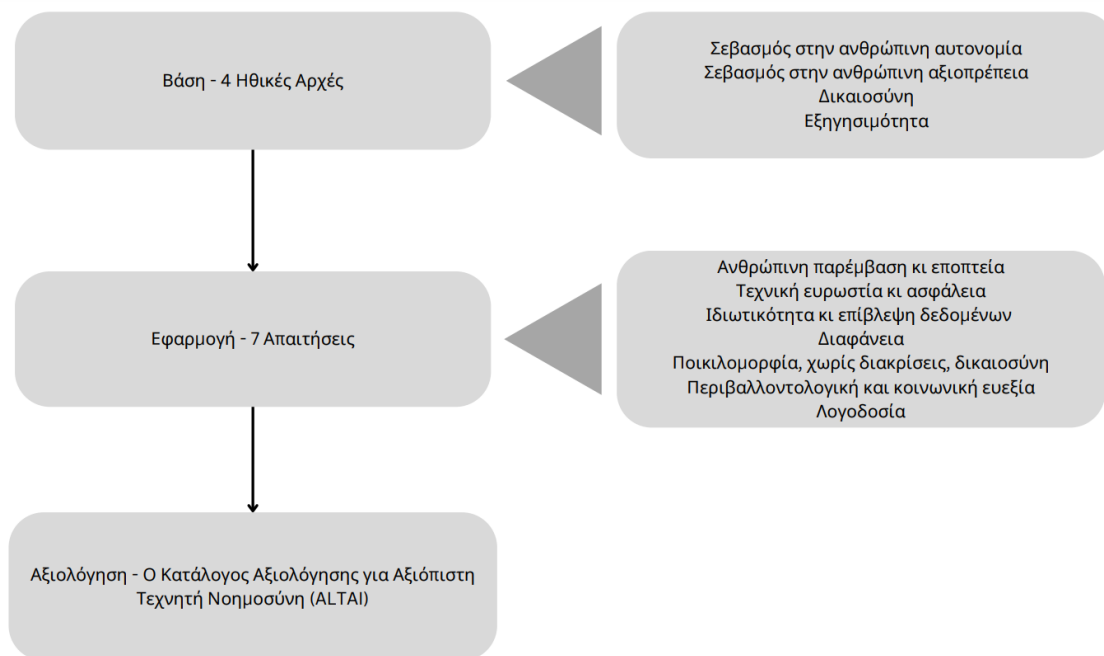 Βάση - 4 Ηθικές Αρχές
Σεβασμός στην ανθρώπινη αυτονομία
Σεβασμός στην ανθρώπινη αξιοπρέπεια
Δικαιοσύνη
Εξηγησιμότητα
Εφαρμογή - 7 Απαιτήσεις
Ανθρώπινη παρέμβαση κι εποπτεία
Τεχνική ευρωστία κι ασφάλεια
Ιδιωτικότητα κι επίβλεψη δεδομένων
Διαφάνεια
Ποικιλομορφία, χωρίς διακρίσεις, δικαιοσύνη
Περιβαλλοντολογική και κοινωνική ευεξία
Λογοδοσία
Αξιολόγηση - Ο Κατάλογος Αξιολόγησης για Αξιόπιστη
Τεχνητή Νοημοσύνη (ALTAI)